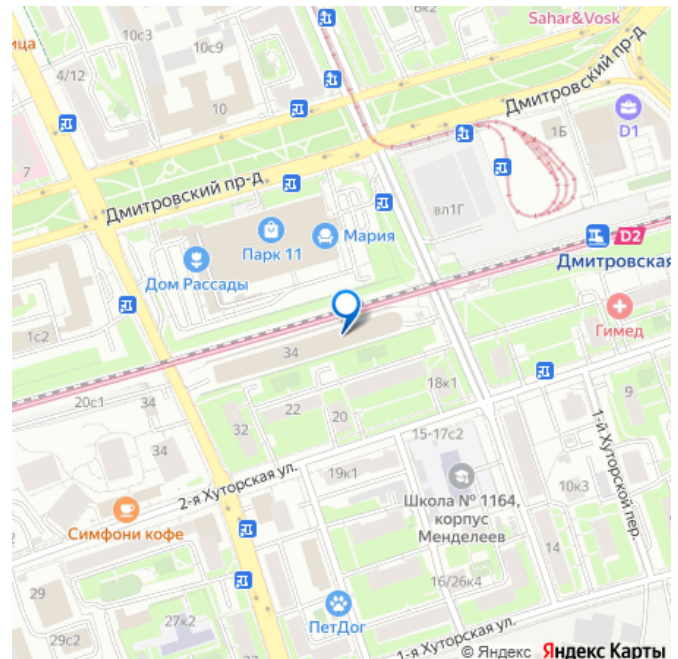 6к2
Sahar&Vosk
10с3
10с9
ица
4/12
10
Дмитровский пр-д
1Б
D1
7
Дмитровский пр-д
вл1Г
Мария
Парк 11
D2
Дмитровская
Дом Рассады
Гимед
1с2
34
18к1
20с1
34
22
20
9
32
15-17с2
1-й Хуторской пер.
34
2-я Хуторская ул.
19к1
10к3
Школа № 1164,
корпус
Менделеев
Симфони кофе
14
29
16/26к4
27к2
ПетДог
29с2
1-я Хуторская ул.
© Яндекс Яндекс Карты